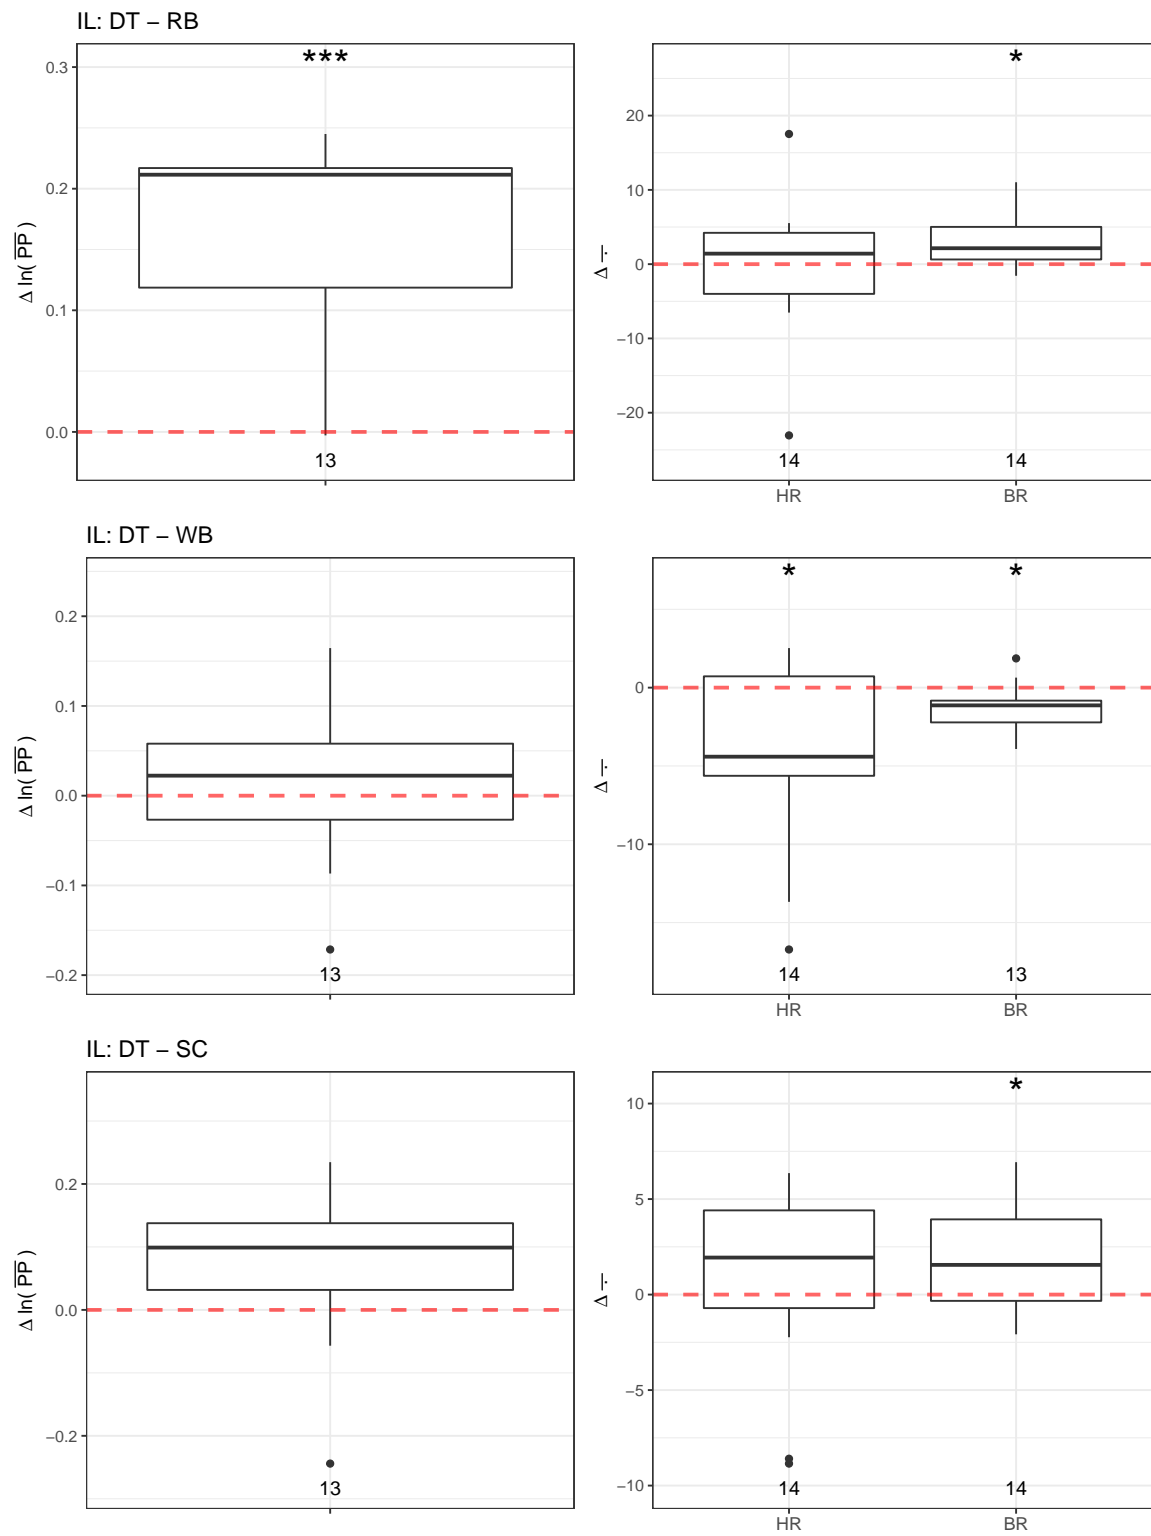 IL: DT – RB
***
0.3
0.2
0.1
0.0
Δ ln( PP )
13
*
20
10
0
−10
−20
Δ ·
14
14
HR
BR
IL: DT – WB
0.2
0.1
0.0
−0.1
−0.2
Δ ln( PP )
13
*
*
0
−10
Δ ·
14
13
HR
BR
IL: DT – SC
0.2
0.0
−0.2
Δ ln( PP )
13
*
10
5
0
−5
−10
Δ ·
14
14
HR
BR